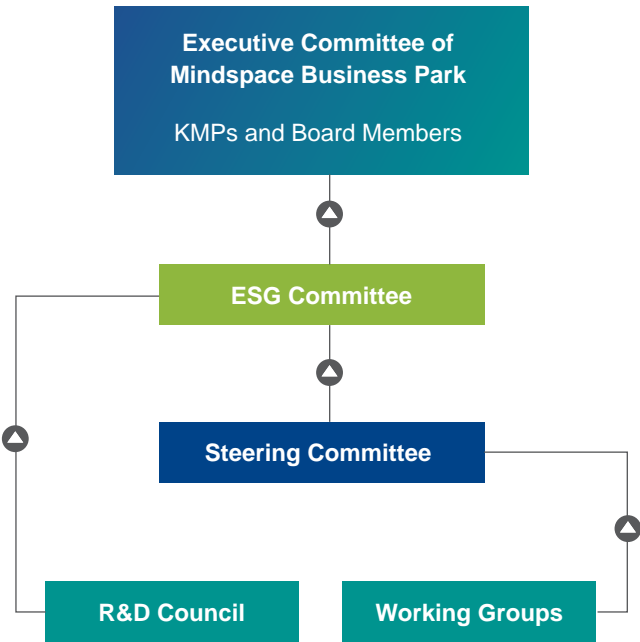 Executive Committee of
Mindspace Business Park
KMPs and Board Members
ESG Committee
Steering Committee
R&D Council
Working Groups